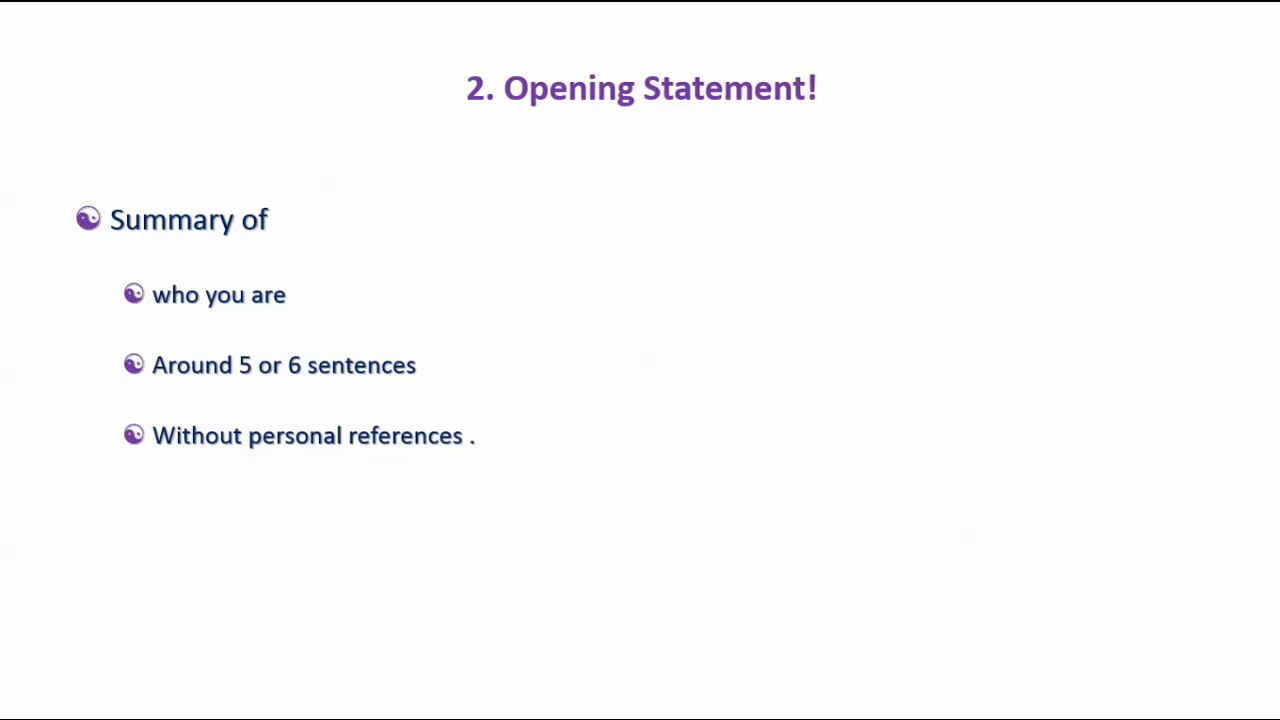 2. Opening Statement!
Summary of
who you are
Around 5 or 6 sentences
Without personal references .